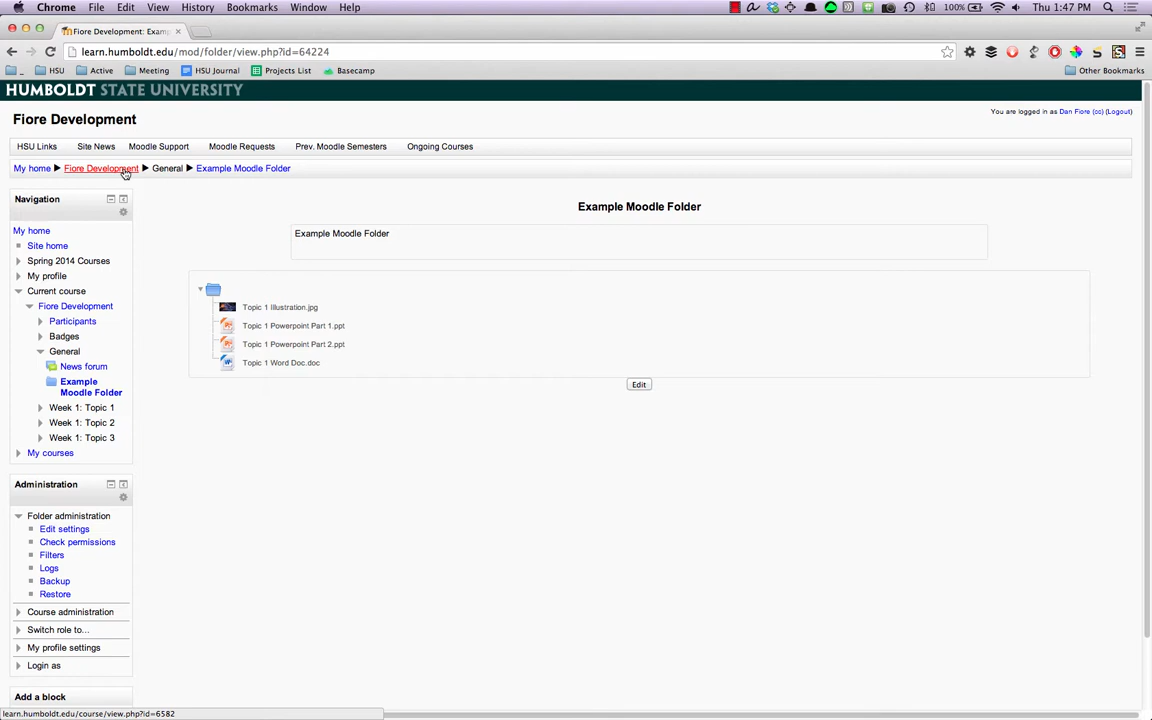 Chrome File Edit View History Bookmarks Window Help 100% Thu 1:47 PM
Fiore Development: Examp
learn.humboldt.edu/mod/folder/view.php?id=64224
HSU Active Meeting HSU Journal Projects List Basecamp Other Bookmarks
HUMBOLDT STATE UNIVERSITY
Fiore Development
You are logged in as Dan Fiore (cc) (Logout)
HSU Links Site News Moodle Support Moodle Requests Prev. Moodle Semesters Ongoing Courses
My home ▶ Fiore Development ▶ General ▶ Example Moodle Folder
Navigation
My home
Site home
Spring 2014 Courses
My profile
Current course
Fiore Development
Participants
Badges
General
News forum
Example
Moodle Folder
Week 1: Topic 1
Week 1: Topic 2
Week 1: Topic 3
My courses
Administration
Folder administration
Edit settings
Check permissions
Filters
Logs
Backup
Restore
Course administration
Switch role to...
My profile settings
Login as
Add a block
Example Moodle Folder
Example Moodle Folder
Topic 1 Illustration.jpg
Topic 1 Powerpoint Part 1.ppt
Topic 1 Powerpoint Part 2.ppt
Topic 1 Word Doc.doc
Edit
learn.humboldt.edu/course/view.php?id=6582